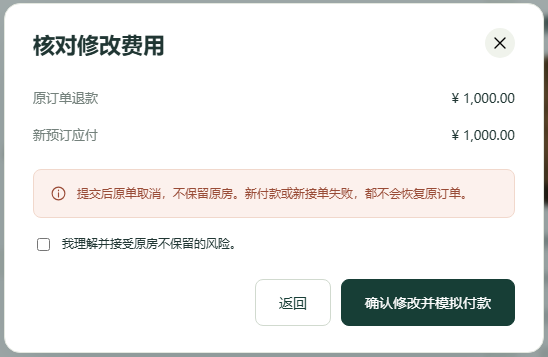 核对修改费用
原订单退款 ¥ 1,000.00
新预订应付 ¥ 1,000.00
提交后原单取消，不保留原房。新付款或新接单失败，都不会恢复原订单。
我理解并接受原房不保留的风险。
返回 确认修改并模拟付款